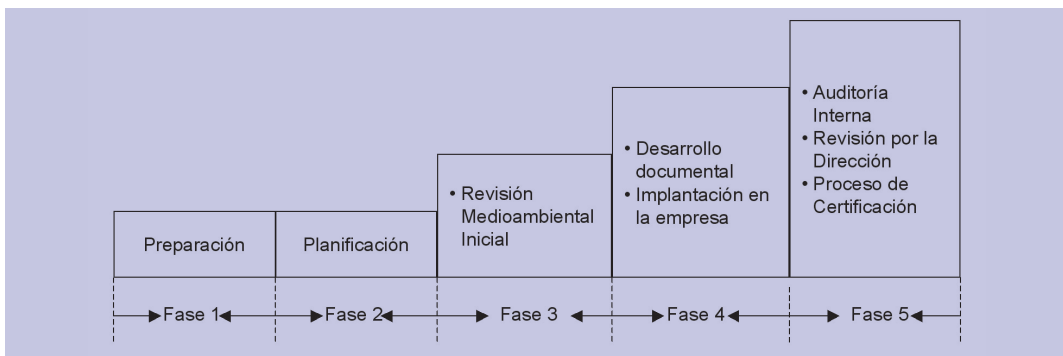 Preparación
Planificación
• Revisión
Medioambiental
Inicial
• Desarrollo
documental
• Implantación en
la empresa
• Auditoría
Interna
• Revisión por la
Dirección
• Proceso de
Certificación
Fase 1
Fase 2
Fase 3
Fase 4
Fase 5